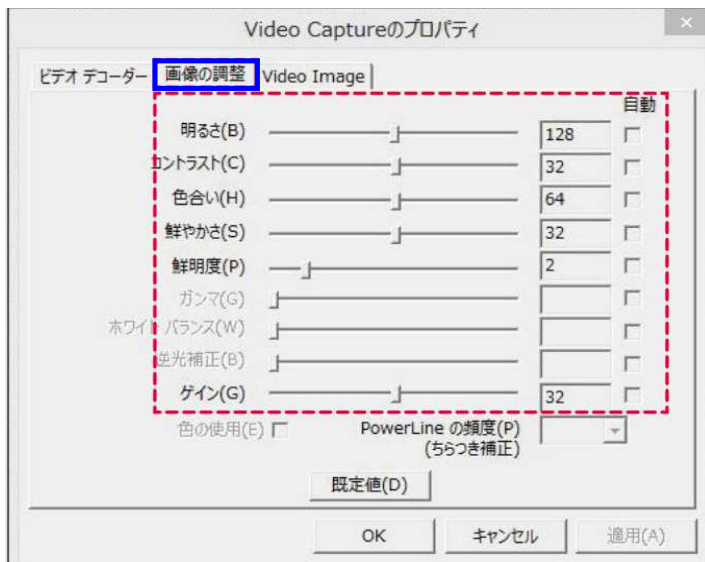 Video Captureのプロパティ
ビデオ デコーダー 画像の調整 Video Image
自動
明るさ(B) 128
コントラスト(C) 32
色合い(H) 64
鮮やかさ(S) 32
鮮明度(P) 2
ガンマ(G)
ホワイト バランス(W)
逆光補正(B)
ゲイン(G) 32
色の使用(E) PowerLine の頻度(P)
(ちらつき補正)
既定値(D)
OK キャンセル 適用(A)